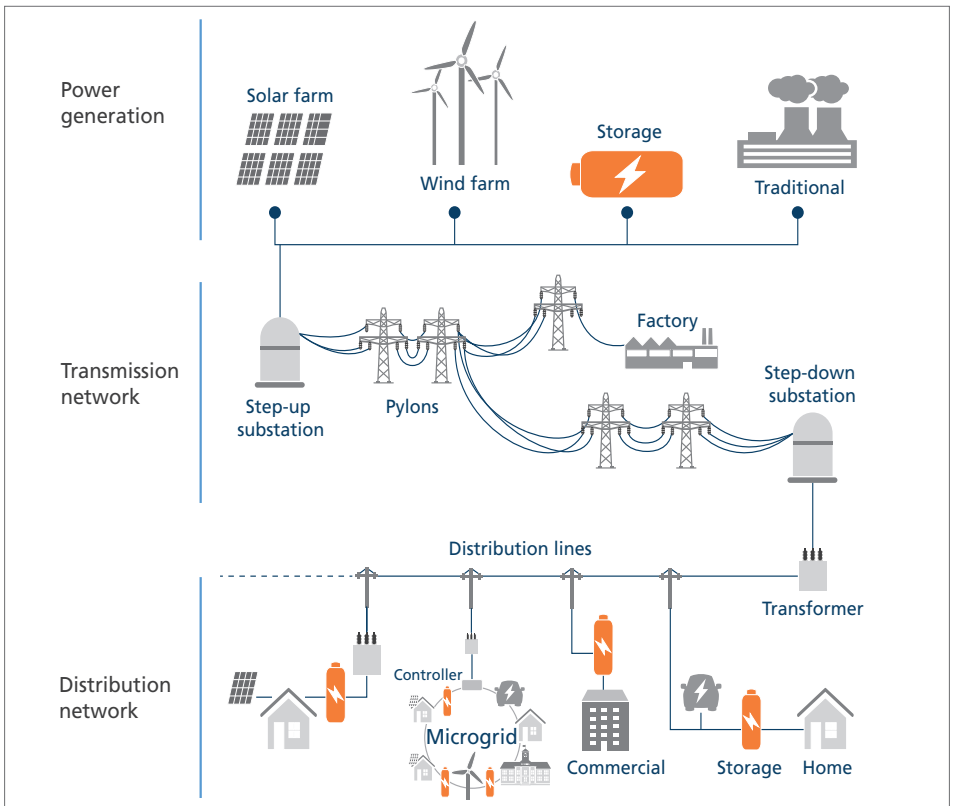 Power
generation
Solar farm
Wind farm
Storage
Traditional
Transmission
network
Step-up
substation
Pylons
Factory
Step-down
substation
Distribution lines
Transformer
Distribution
network
Controller
Microgrid
Commercial
Storage
Home